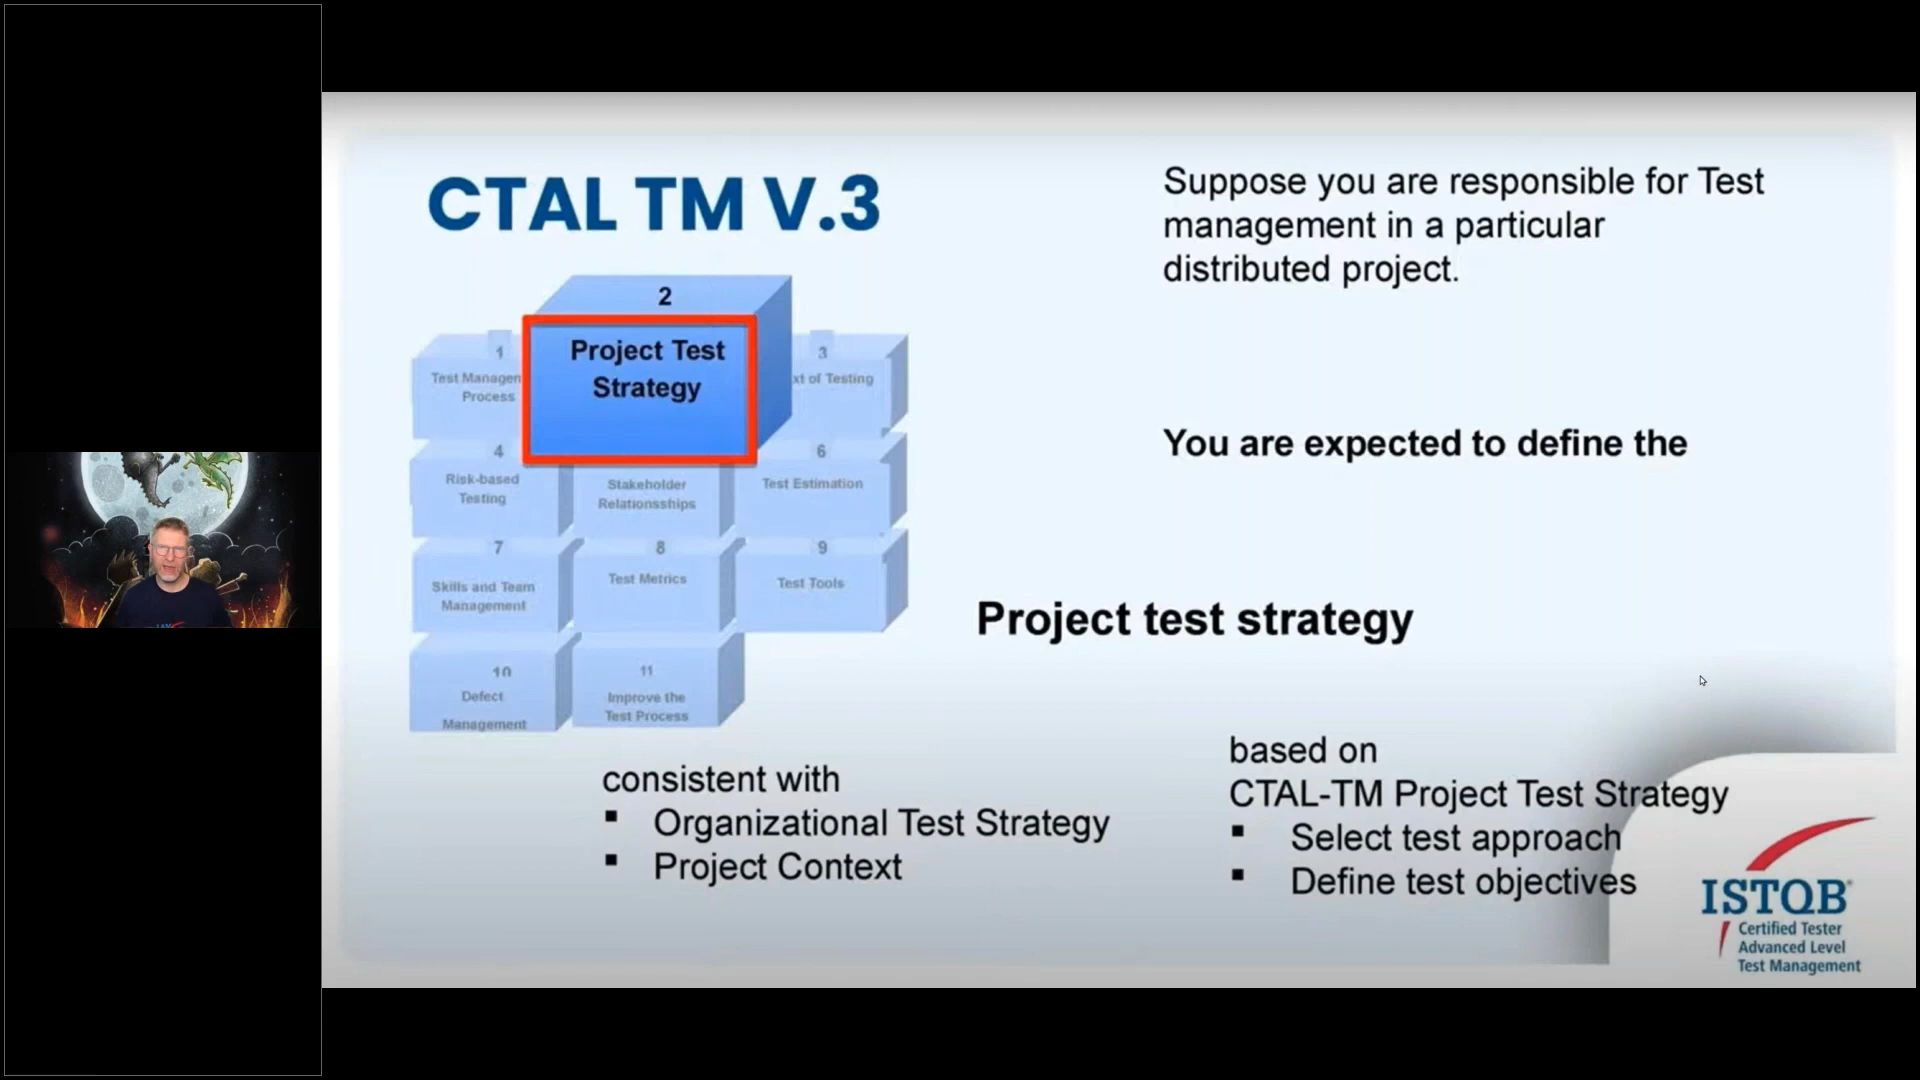 CTAL TM V.3
Suppose you are responsible for Test
management in a particular
distributed project.
2
Project Test
Strategy
1
Test Managen
Process
3
xt of Testing
4
Risk-based
Testing
Stakeholder
Relationsships
6
Test Estimation
7
Skills and Team
Management
8
Test Metrics
9
Test Tools
10
Defect
Management
11
Improve the
Test Process
You are expected to define the
Project test strategy
consistent with
▪ Organizational Test Strategy
▪ Project Context
based on
CTAL-TM Project Test Strategy
▪ Select test approach
▪ Define test objectives
ISTQB®
Certified Tester
Advanced Level
Test Management